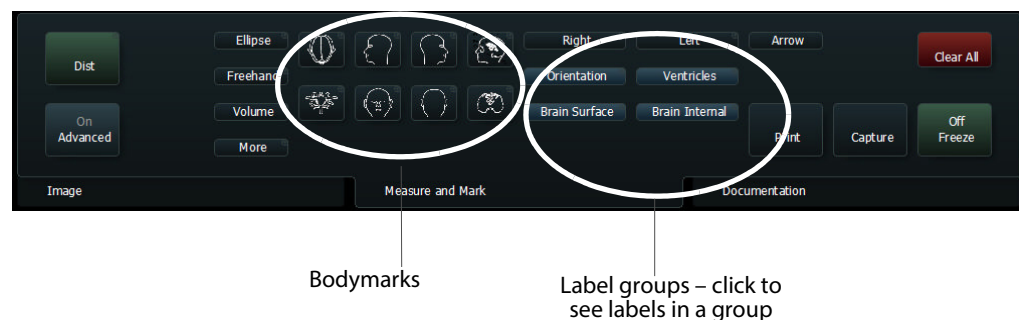 Dist
On
Advanced
Ellipse
Freehand
Volume
More
Right
Left
Arrow
Orientation
Ventricles
Brain Surface
Brain Internal
Print
Capture
Clear All
Off
Freeze
Image
Measure and Mark
Documentation
Bodymarks
Label groups – click to
see labels in a group